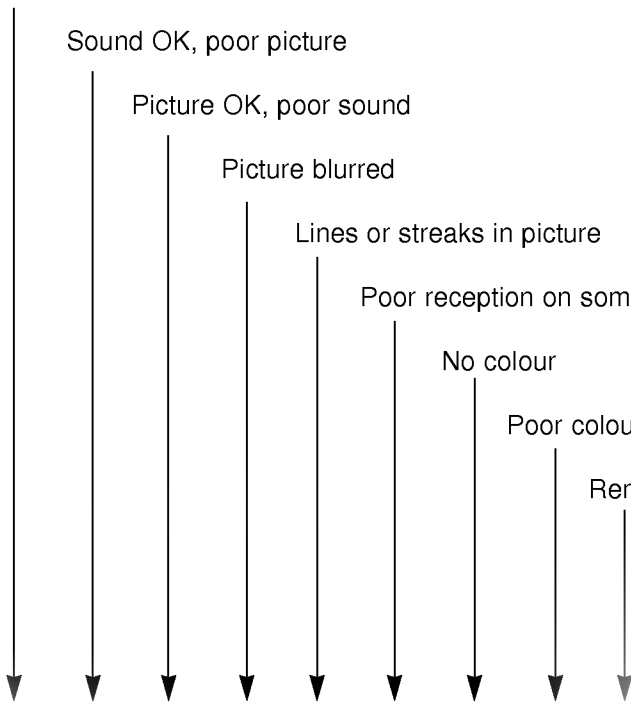 Sound OK, poor picture
Picture OK, poor sound
Picture blurred
Lines or streaks in picture
Poor reception on som
No colour
Poor colou
Rem